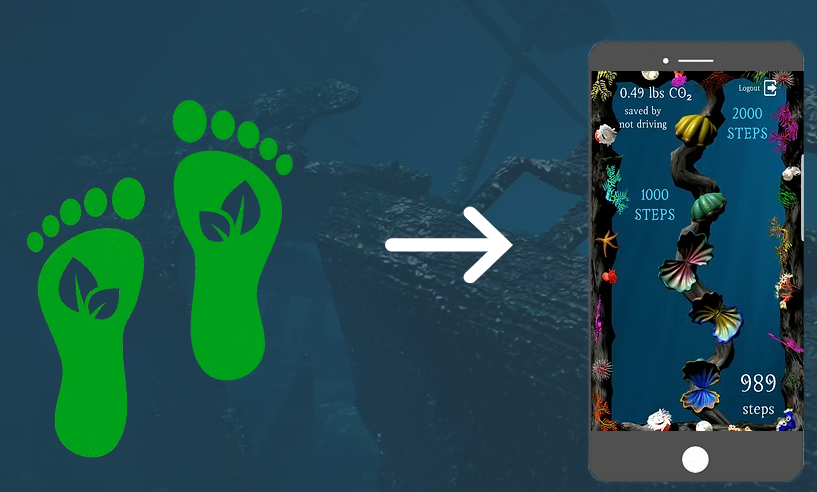 0.49 lbs CO₂
saved by
not driving
Logout
2000
STEPS
1000
STEPS
989
steps